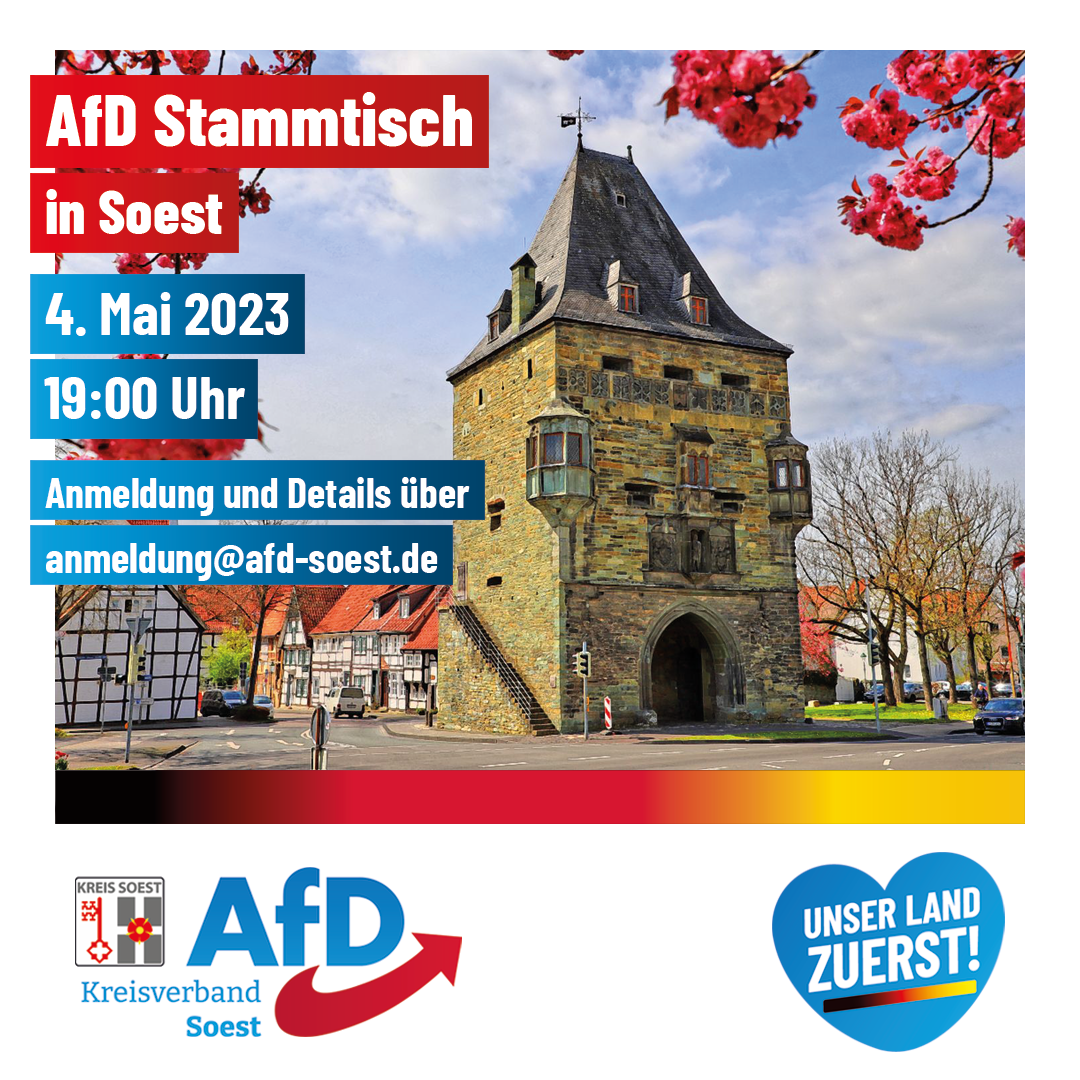 AfD Stammtisch
in Soest
4. Mai 2023
19:00 Uhr
Anmeldung und Details über
anmeldung@afd-soest.de
KREIS SOEST
AfD
Kreisverband
Soest
UNSER LAND
ZUERST!